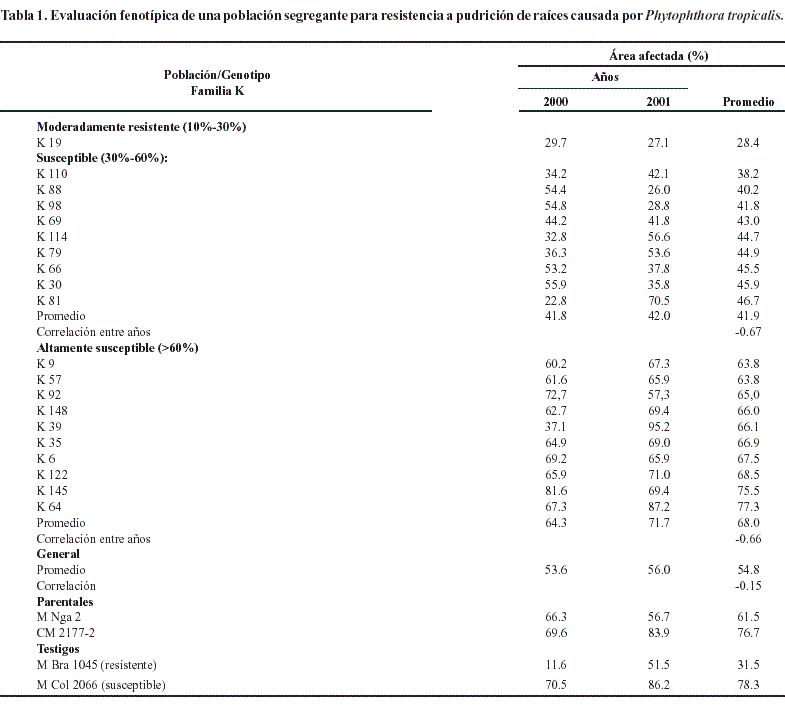 Tabla 1. Evaluación fenotípica de una población segregante para resistencia a pudrición de raíces causada por Phytophthora tropicalis.
Población/Genotipo Área afectada (%)
Familia K Años
2000 2001 Promedio
Moderadamente resistente (10%-30%)
K 19 29.7 27.1 28.4
Susceptible (30%-60%):
K 110 34.2 42.1 38.2
K 88 54.4 26.0 40.2
K 98 54.8 28.8 41.8
K 69 44.2 41.8 43.0
K 114 32.8 56.6 44.7
K 79 36.3 53.6 44.9
K 66 53.2 37.8 45.5
K 30 55.9 35.8 45.9
K 81 22.8 70.5 46.7
Promedio 41.8 42.0 41.9
Correlación entre años -0.67
Altamente susceptible (>60%)
K 9 60.2 67.3 63.8
K 57 61.6 65.9 63.8
K 92 72,7 57,3 65,0
K 148 62.7 69.4 66.0
K 39 37.1 95.2 66.1
K 35 64.9 69.0 66.9
K 6 69.2 65.9 67.5
K 122 65.9 71.0 68.5
K 145 81.6 69.4 75.5
K 64 67.3 87.2 77.3
Promedio 64.3 71.7 68.0
Correlación entre años -0.66
General
Promedio 53.6 56.0 54.8
Correlación -0.15
Parentales
M Nga 2 66.3 56.7 61.5
CM 2177-2 69.6 83.9 76.7
Testigos
M Bra 1045 (resistente) 11.6 51.5 31.5
M Col 2066 (susceptible) 70.5 86.2 78.3